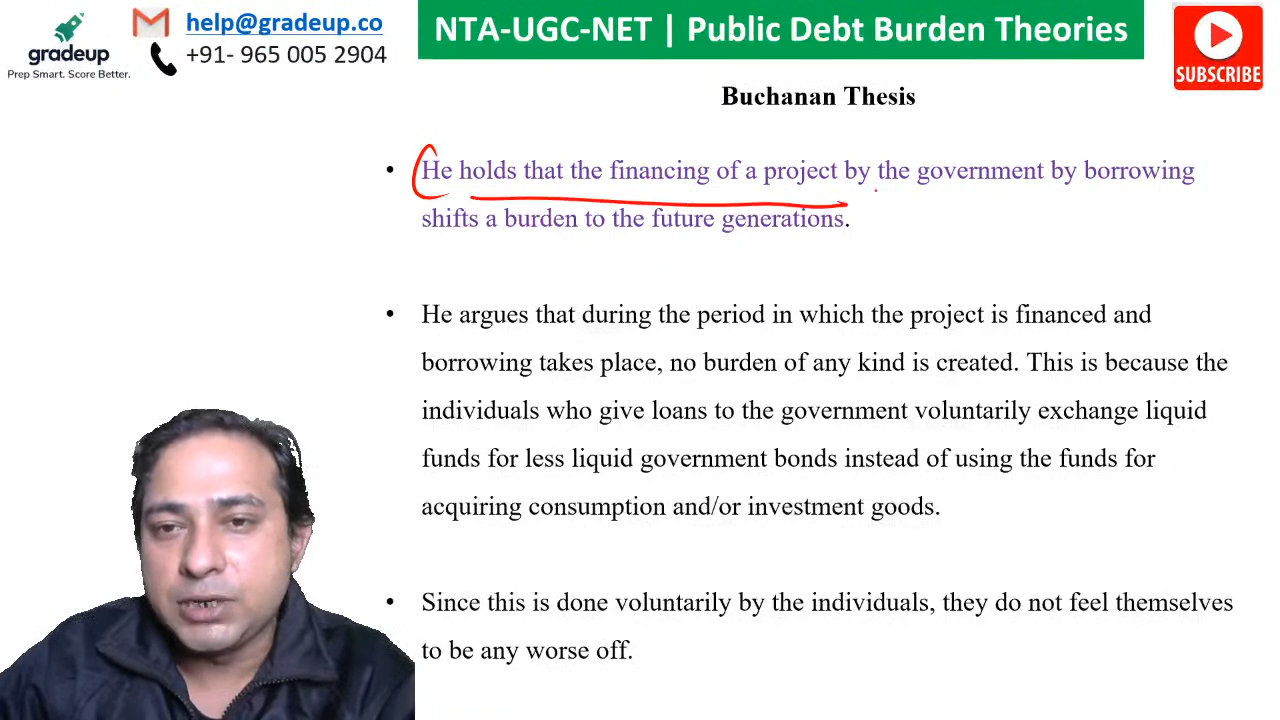 gradeup
Prep Smart. Score Better.
help@gradeup.co
+91- 965 005 2904
NTA-UGC-NET | Public Debt Burden Theories
SUBSCRIBE
Buchanan Thesis
• He holds that the financing of a project by the government by borrowing
shifts a burden to the future generations.
• He argues that during the period in which the project is financed and
borrowing takes place, no burden of any kind is created. This is because the
individuals who give loans to the government voluntarily exchange liquid
funds for less liquid government bonds instead of using the funds for
acquiring consumption and/or investment goods.
• Since this is done voluntarily by the individuals, they do not feel themselves
to be any worse off.